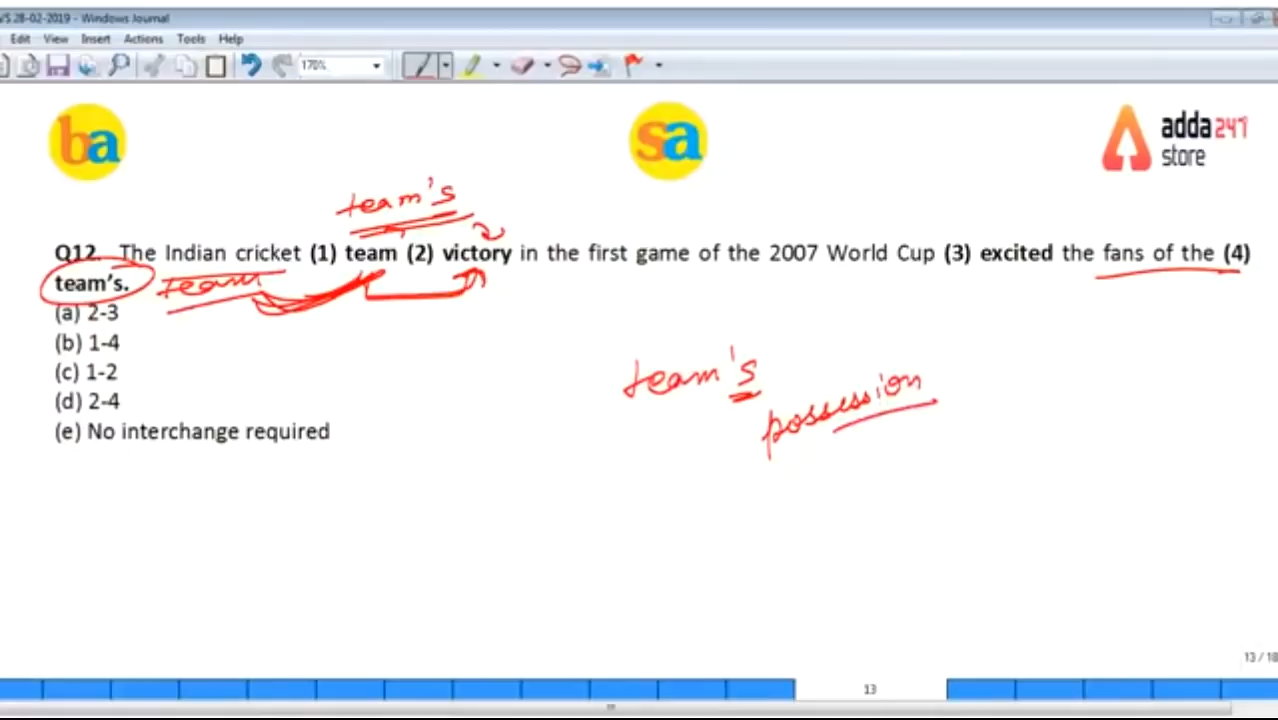 VS.28-02-2019 - Windows Journal
Edit View Insert Actions Tools Help
170%
ba
sa
adda247
store
team's
Q12. The Indian cricket (1) team (2) victory in the first game of the 2007 World Cup (3) excited the fans of the (4)
team's. team
(a) 2-3
(b) 1-4
(c) 1-2
(d) 2-4
(e) No interchange required
team's
possession
13 / 18
13